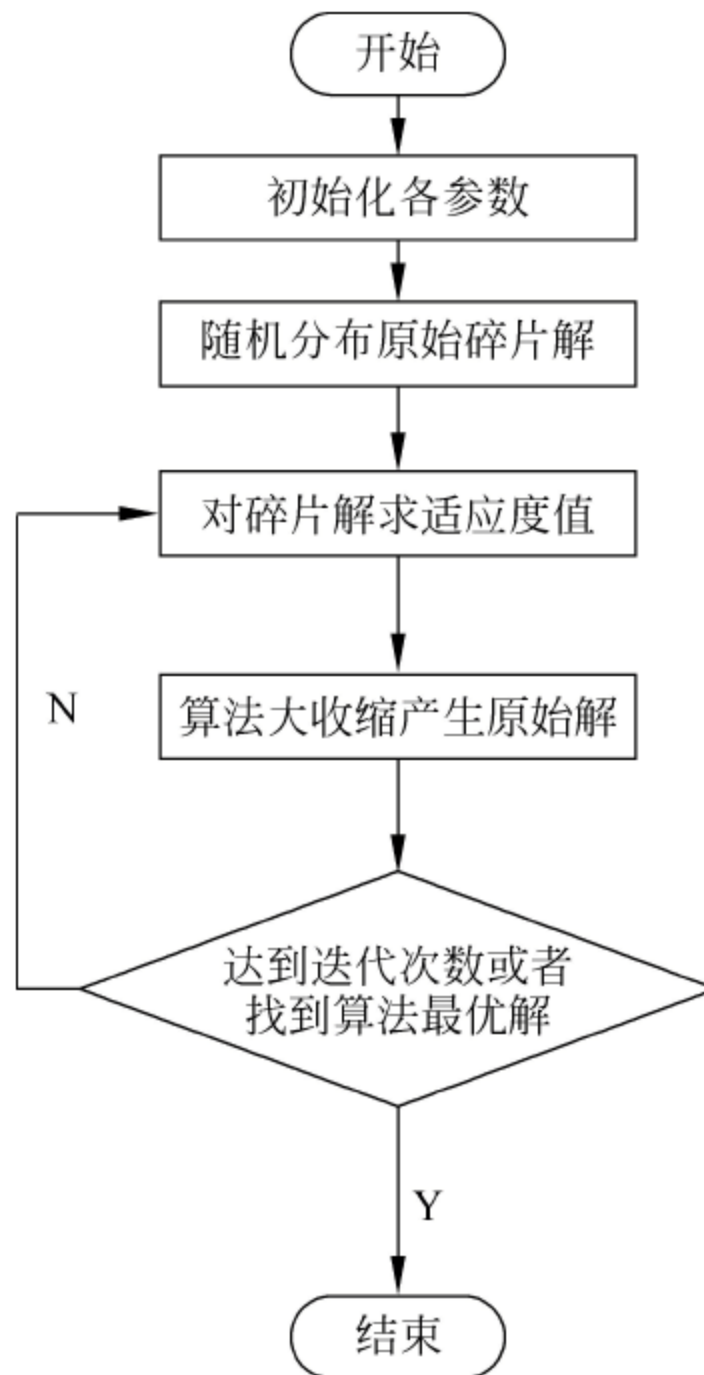 开始
初始化各参数
随机分布原始碎片解
对碎片解求适应度值
算法大收缩产生原始解
N
达到迭代次数或者
找到算法最优解
Y
结束